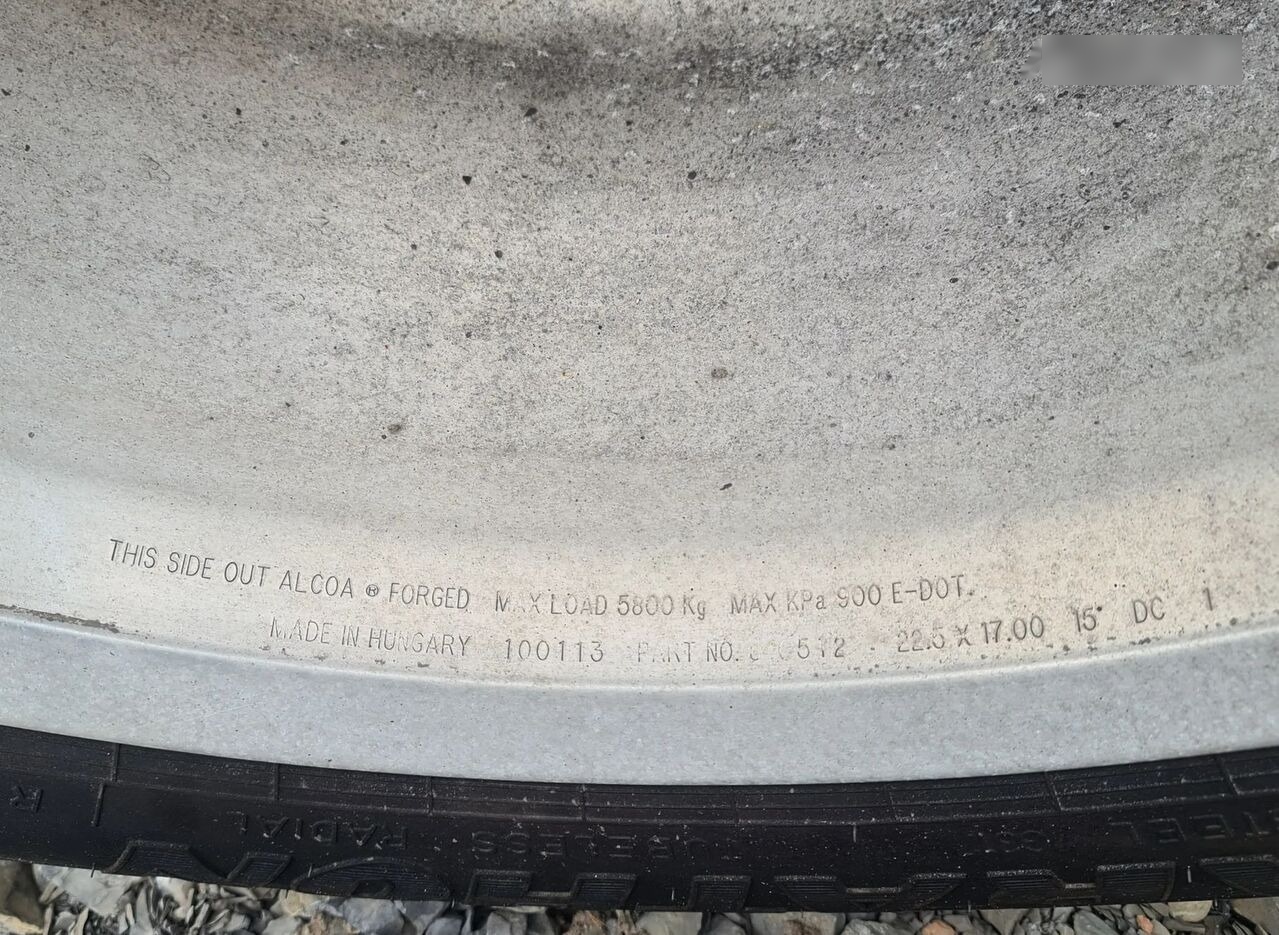 THIS SIDE OUT ALCOA ® FORGED MAX LOAD 5800 Kg MAX KPa 900 E-DOT
MADE IN HUNGARY 100113 PART NO. 22.5 X 17.00 15° DC 1
STEEL TUBELESS RADIAL R